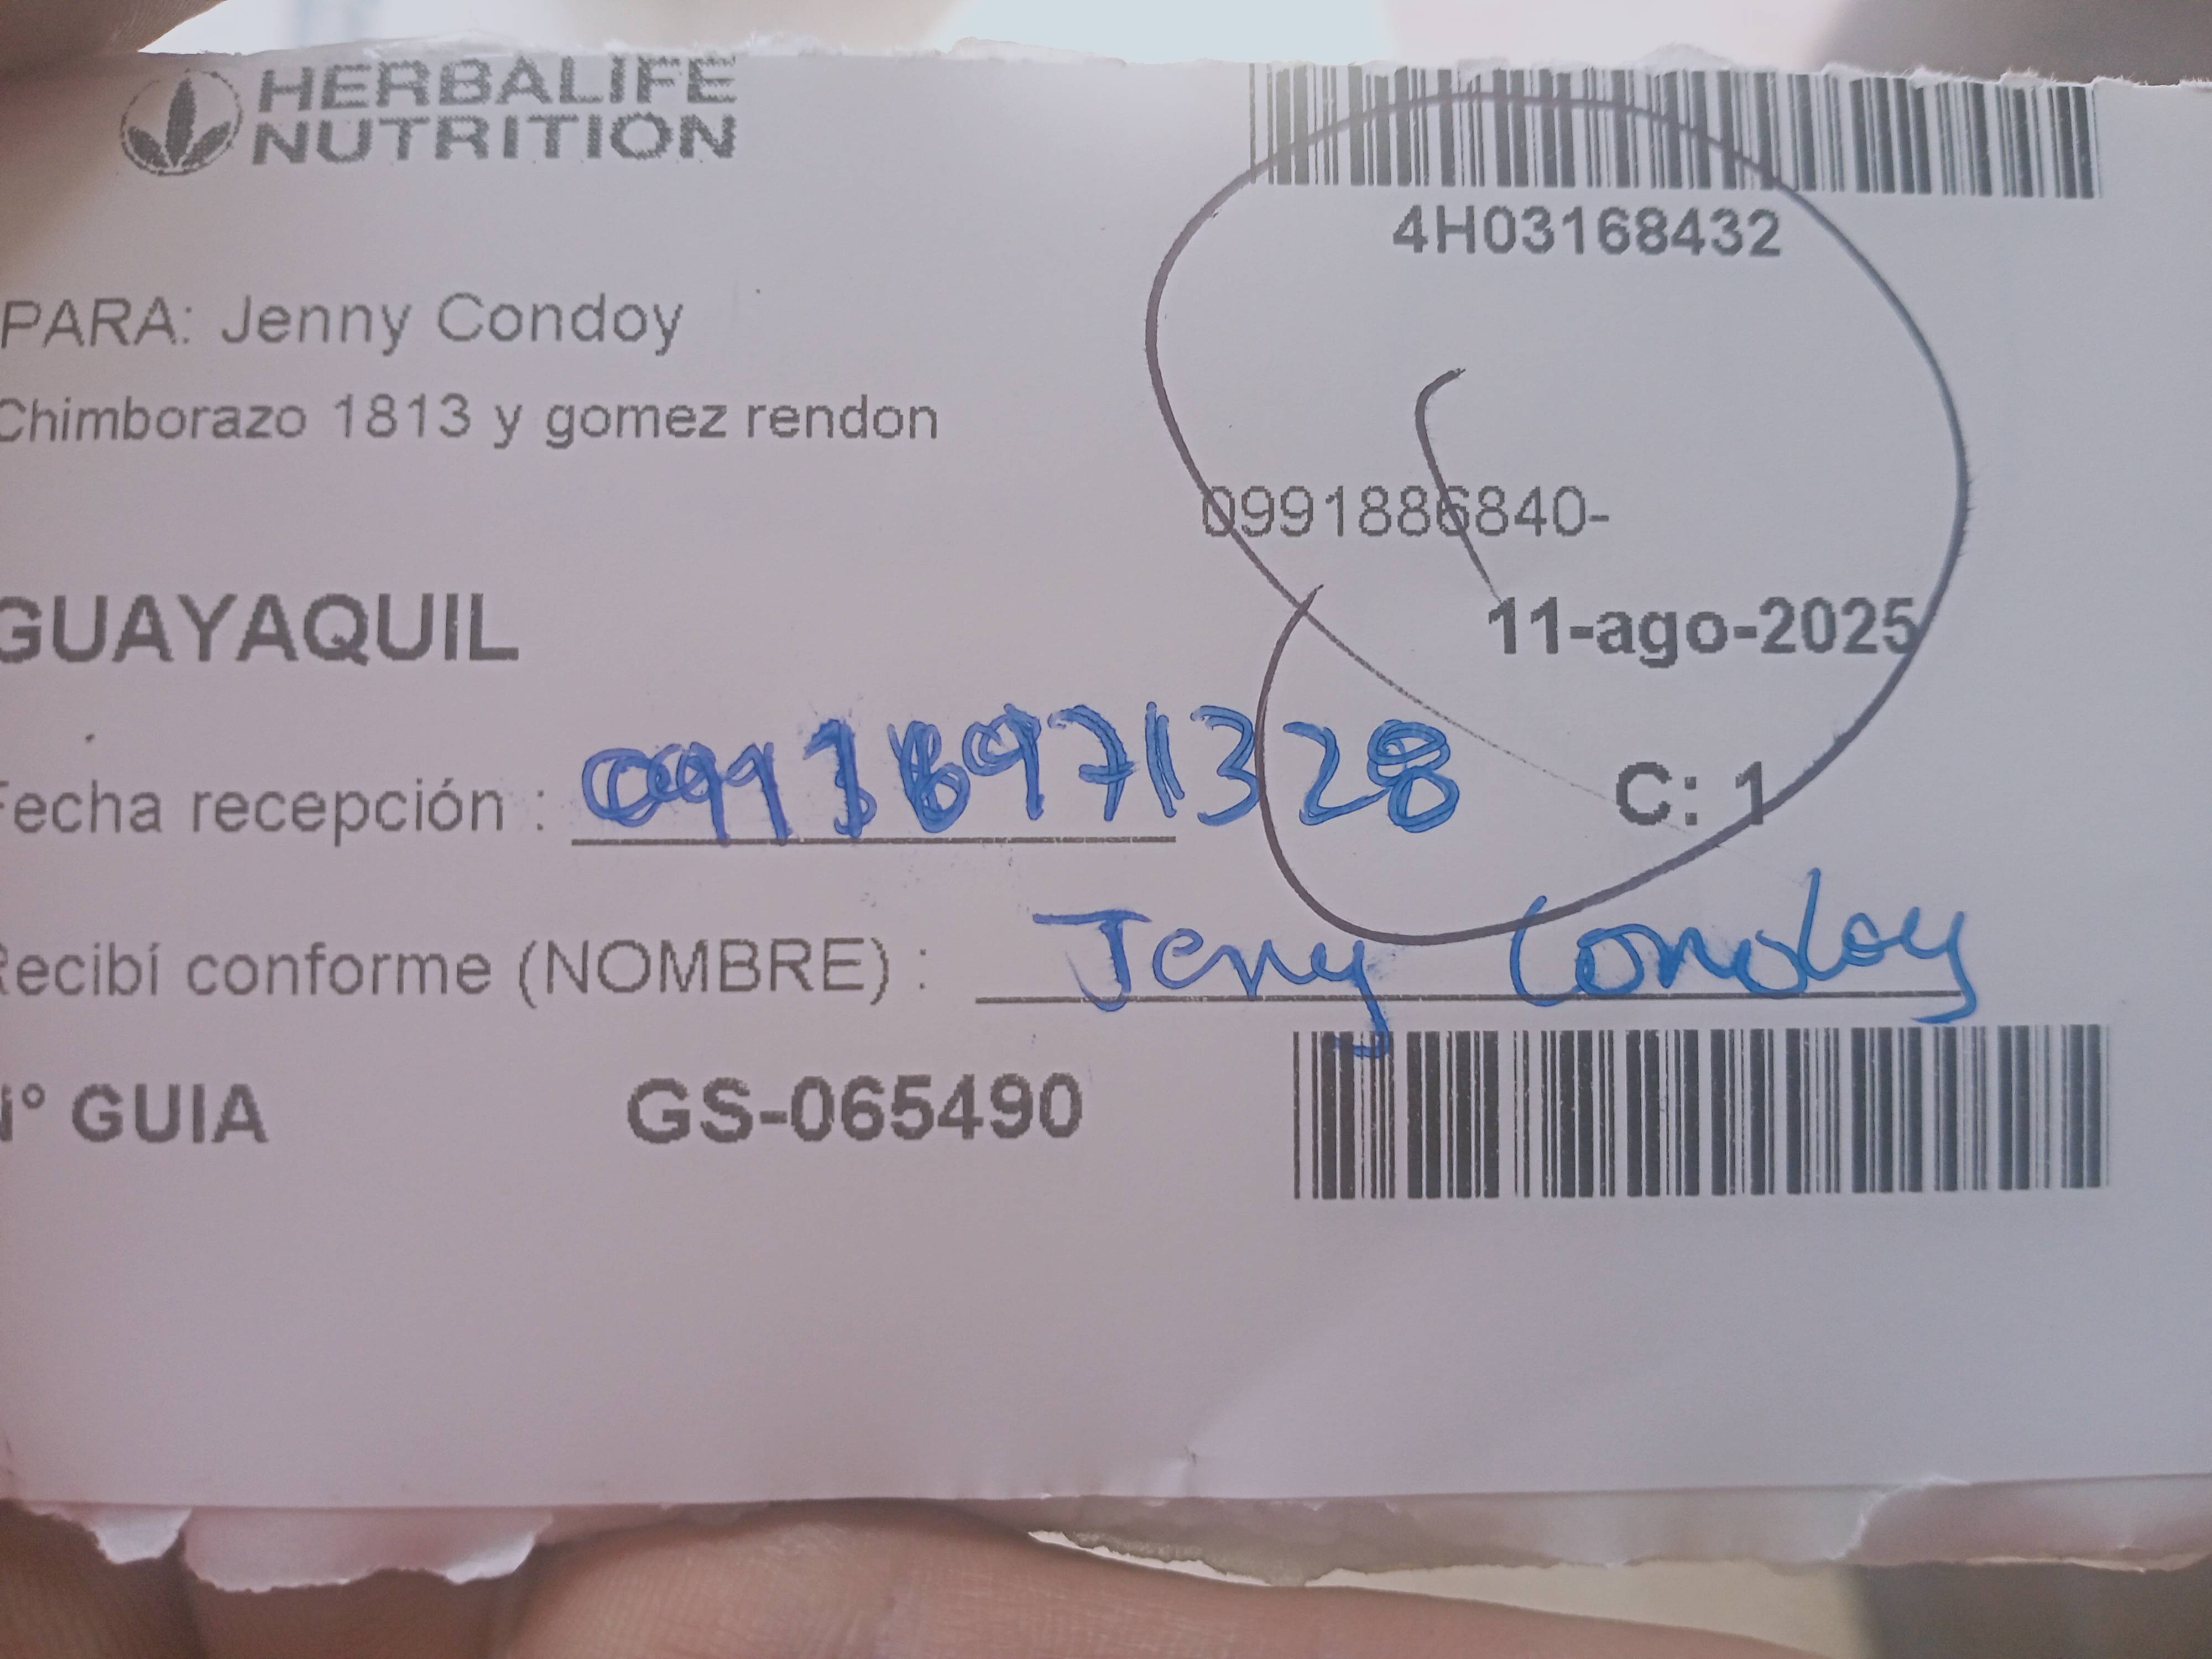 HERBALIFE
NUTRITION
4H03168432
PARA: Jenny Condoy
Chimborazo 1813 y gomez rendon
0991886840-
GUAYAQUIL
11-ago-2025
Fecha recepción :
C: 1
Recibí conforme (NOMBRE) : Jeny Condoy
N° GUIA GS-065490